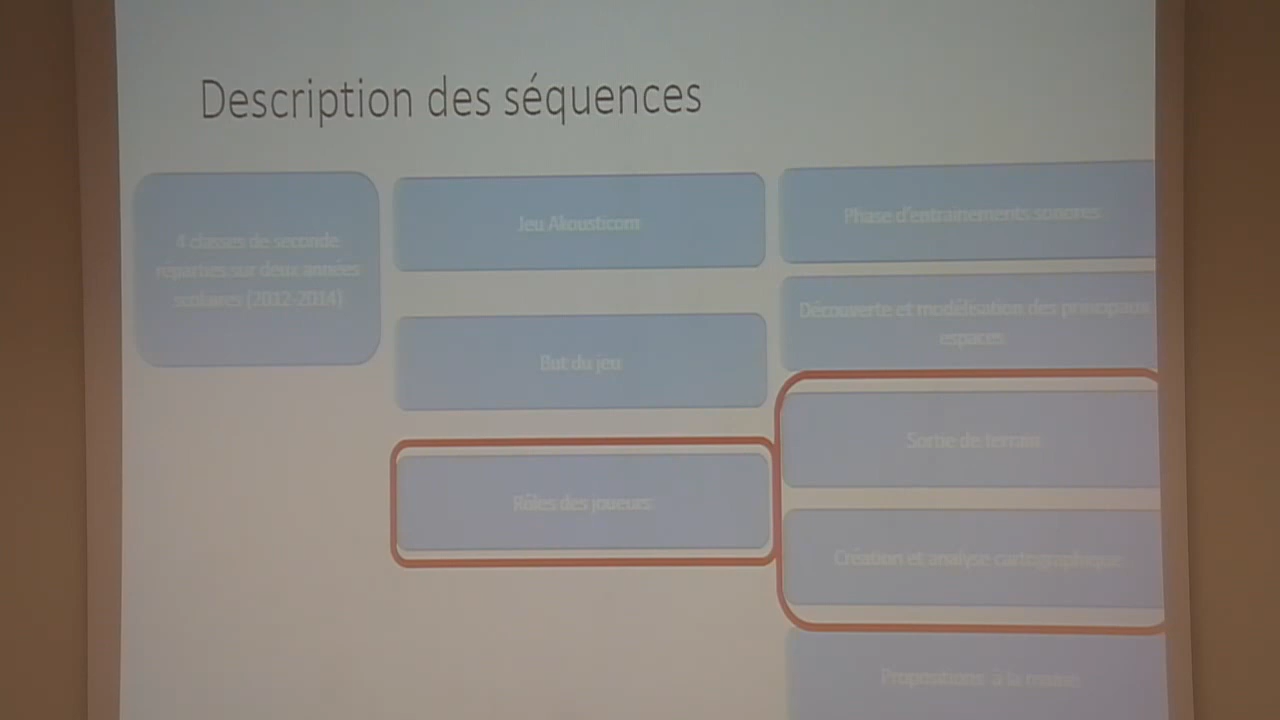 Description des séquences
4 classes de seconde
réparties sur deux années
scolaires (2012-2014)
Jeu Akousticom
But du jeu
Rôles des joueurs
Phase d'entrainements sonores
Découverte et modélisation des principaux
espaces
Sortie de terrain
Création et analyse cartographique
Propositions à la mairie